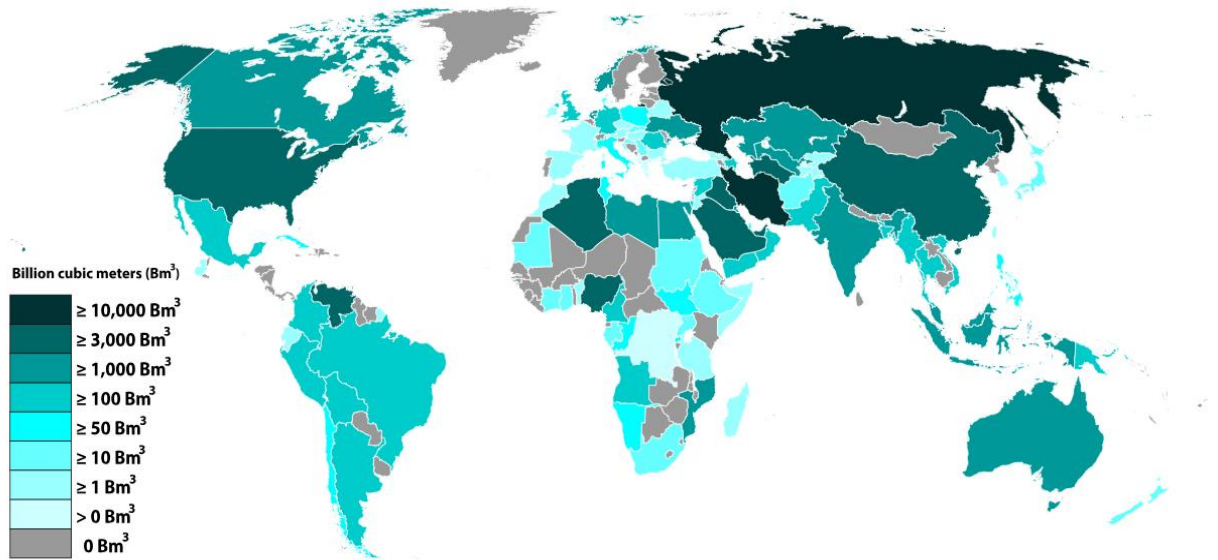 Billion cubic meters (Bm³)
≥ 10,000 Bm³
≥ 3,000 Bm³
≥ 1,000 Bm³
≥ 100 Bm³
≥ 50 Bm³
≥ 10 Bm³
≥ 1 Bm³
> 0 Bm³
0 Bm³